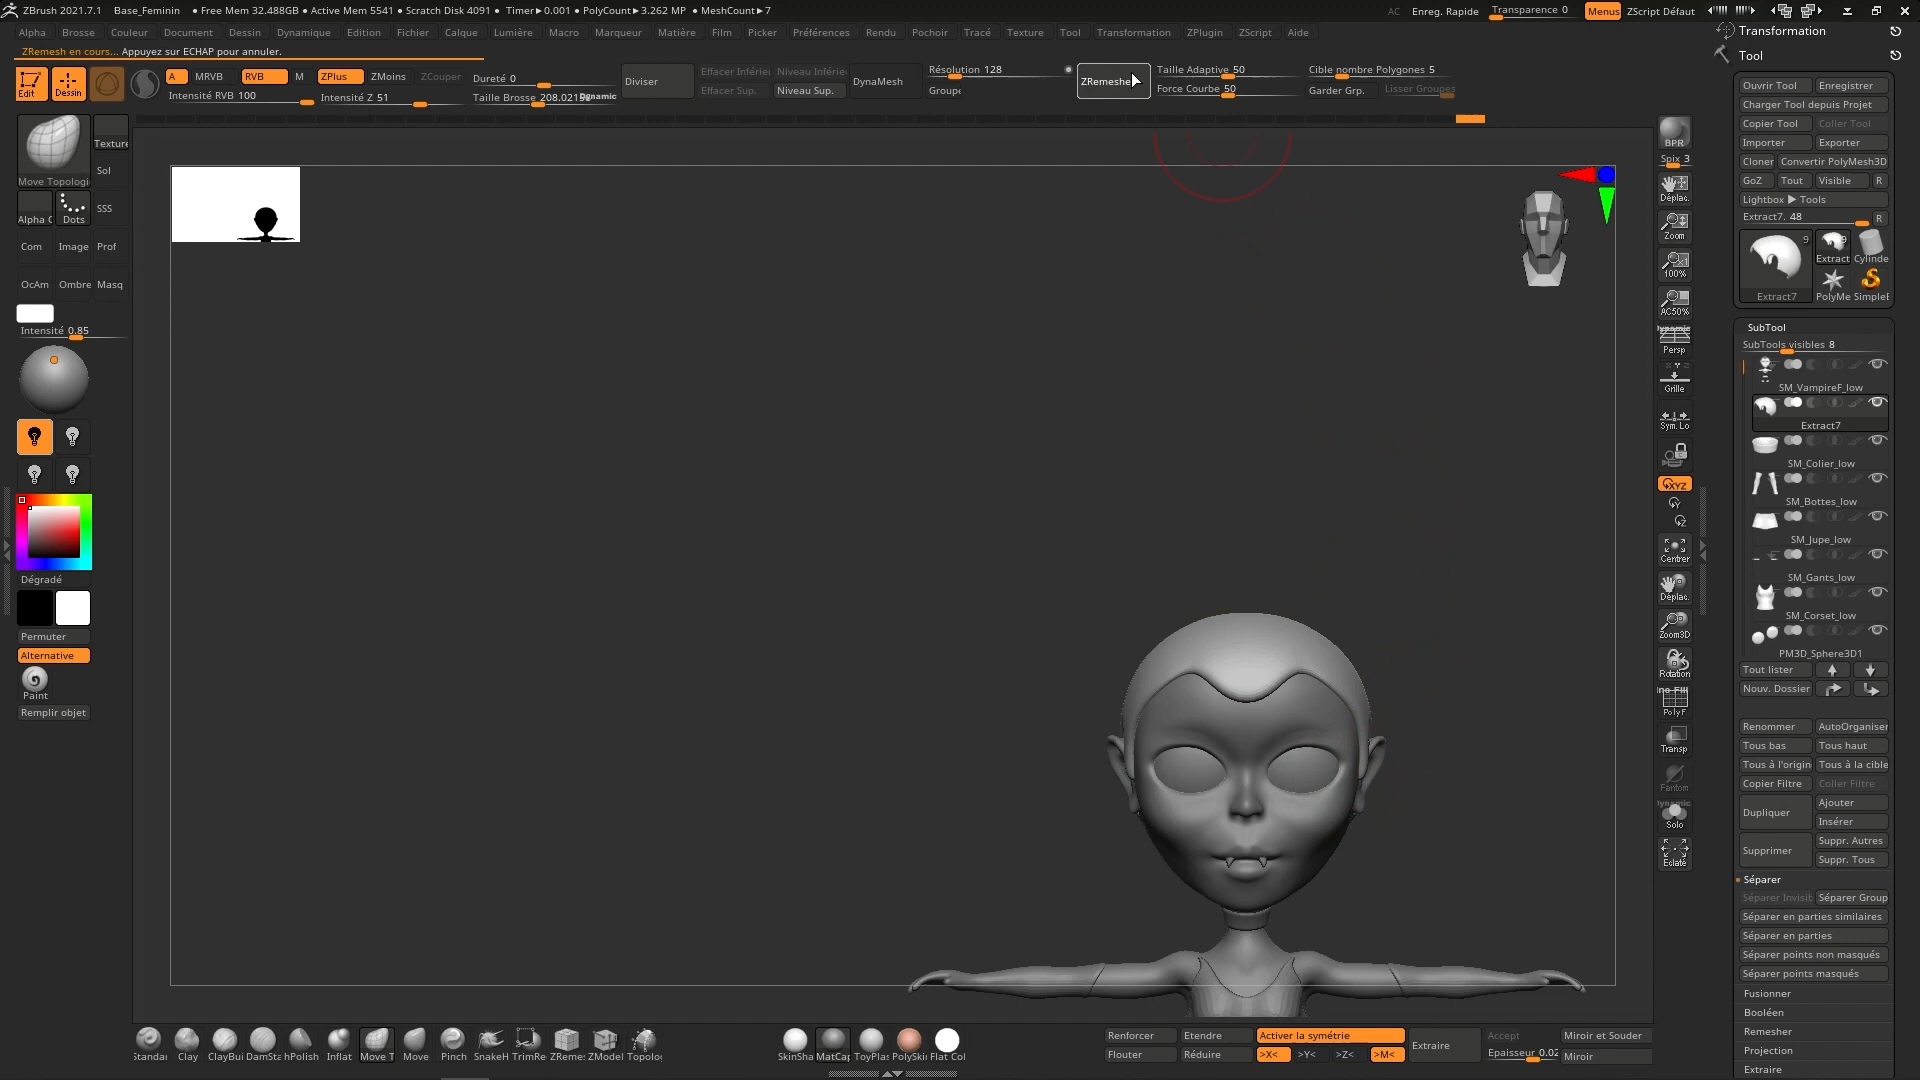 ZBrush 2021.7.1 Base_Feminin • Free Mem 32.488GB • Active Mem 5541 • Scratch Disk 4091 • Timer▶0.001 • PolyCount▶3.262 MP • MeshCount▶7 AC Enreg. Rapide Transparence 0 Menus ZScript Défaut
Alpha Brosse Couleur Document Dessin Dynamique Edition Fichier Calque Lumière Macro Marqueur Matière Film Picker Préférences Rendu Pochoir Tracé Texture Tool Transformation ZPlugin ZScript Aide
ZRemesh en cours... Appuyez sur ECHAP pour annuler.
Edit Dessin
A MRVB RVB M ZPlus ZMoins ZCouper Dureté 0
Intensité RVB 100 Intensité Z 51 Taille Brosse Dynamic
Diviser Niveau Sup. Effacer Sup. DynaMesh
Résolution 128
Groupe
Taille Adaptive 50 Cible nombre Polygones 5
Force Courbe 50 Garder Grp. Lisser Groupes
Move Topologi Texture
Sol
Alpha Dots SSS
Com Image Prof
OcAm Ombre Masq
Intensité 0.85
Dégradé
Permuter
Alternative
Paint
Remplir objet
BPR
Spix 3
Déplac.
Zoom
100%
AC50%
Persp
Grille
Sym. Lo
XYZ
Y
Z
Centrer
Déplac.
Zoom3D
Rotation
PolyF
Transp
Fantom
Solo
Eclaté
Transformation
Tool
Ouvrir Tool Enregistrer
Charger Tool depuis Projet
Copier Tool Coller Tool
Importer Exporter
Cloner Convertir PolyMesh3D
GoZ Tout Visible R
Lightbox ▶ Tools
Extract7. 48 R
9 9
Extract Cylinde
Extract7 PolyMe SimpleB
SubTool
SubTools visibles 8
SM_VampireF_low
Extract7
SM_Colier_low
SM_Bottes_low
SM_Jupe_low
SM_Gants_low
SM_Corset_low
PM3D_Sphere3D1
Tout lister
Nouv. Dossier
Renommer AutoOrganiser
Tous bas Tous haut
Tous à l'origin Tous à la cible
Copier Filtre Coller Filtre
Dupliquer Ajouter
Insérer
Supprimer Suppr. Autres
Suppr. Tous
Séparer
Séparer Invisib Séparer Group
Séparer en parties similaires
Séparer en parties
Séparer points non masqués
Séparer points masqués
Fusionner
Booléen
Remesher
Projection
Extraire
Standar Clay ClayBui DamSta hPolish Inflat Move T Move Pinch SnakeH TrimRe ZReme ZModel Topolog
SkinSha MatCap ToyPlas PolySki Flat Col
Renforcer Etendre Activer la symétrie Extraire Accept Miroir et Souder
Flouter Réduire >X< >Y< >Z< >M< Epaisseur 0.02 Miroir